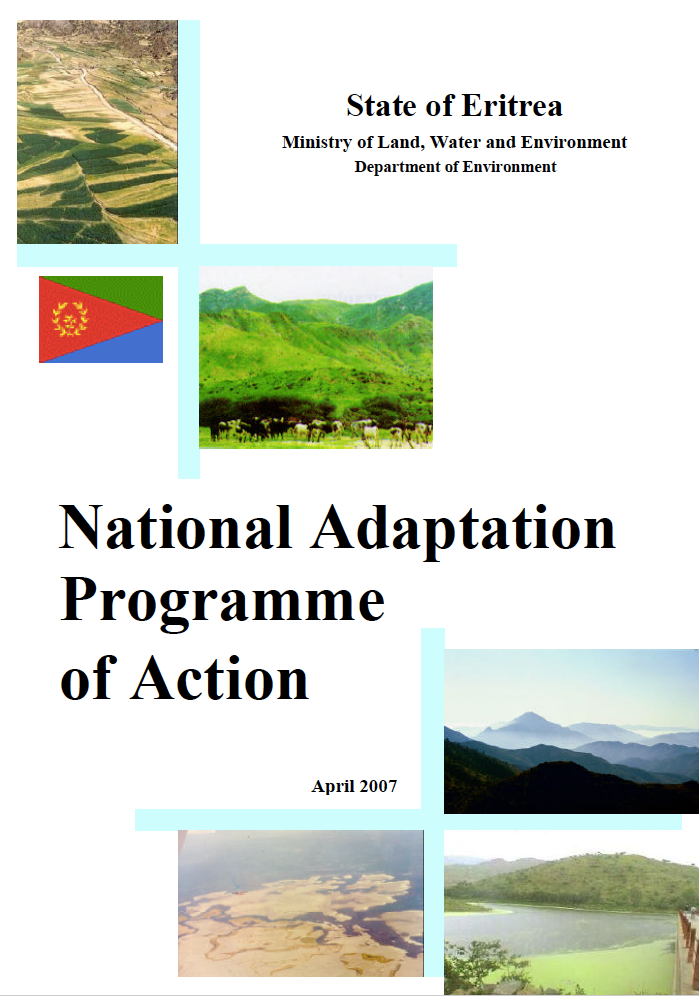 State of Eritrea
Ministry of Land, Water and Environment
Department of Environment
National Adaptation
Programme
of Action
April 2007